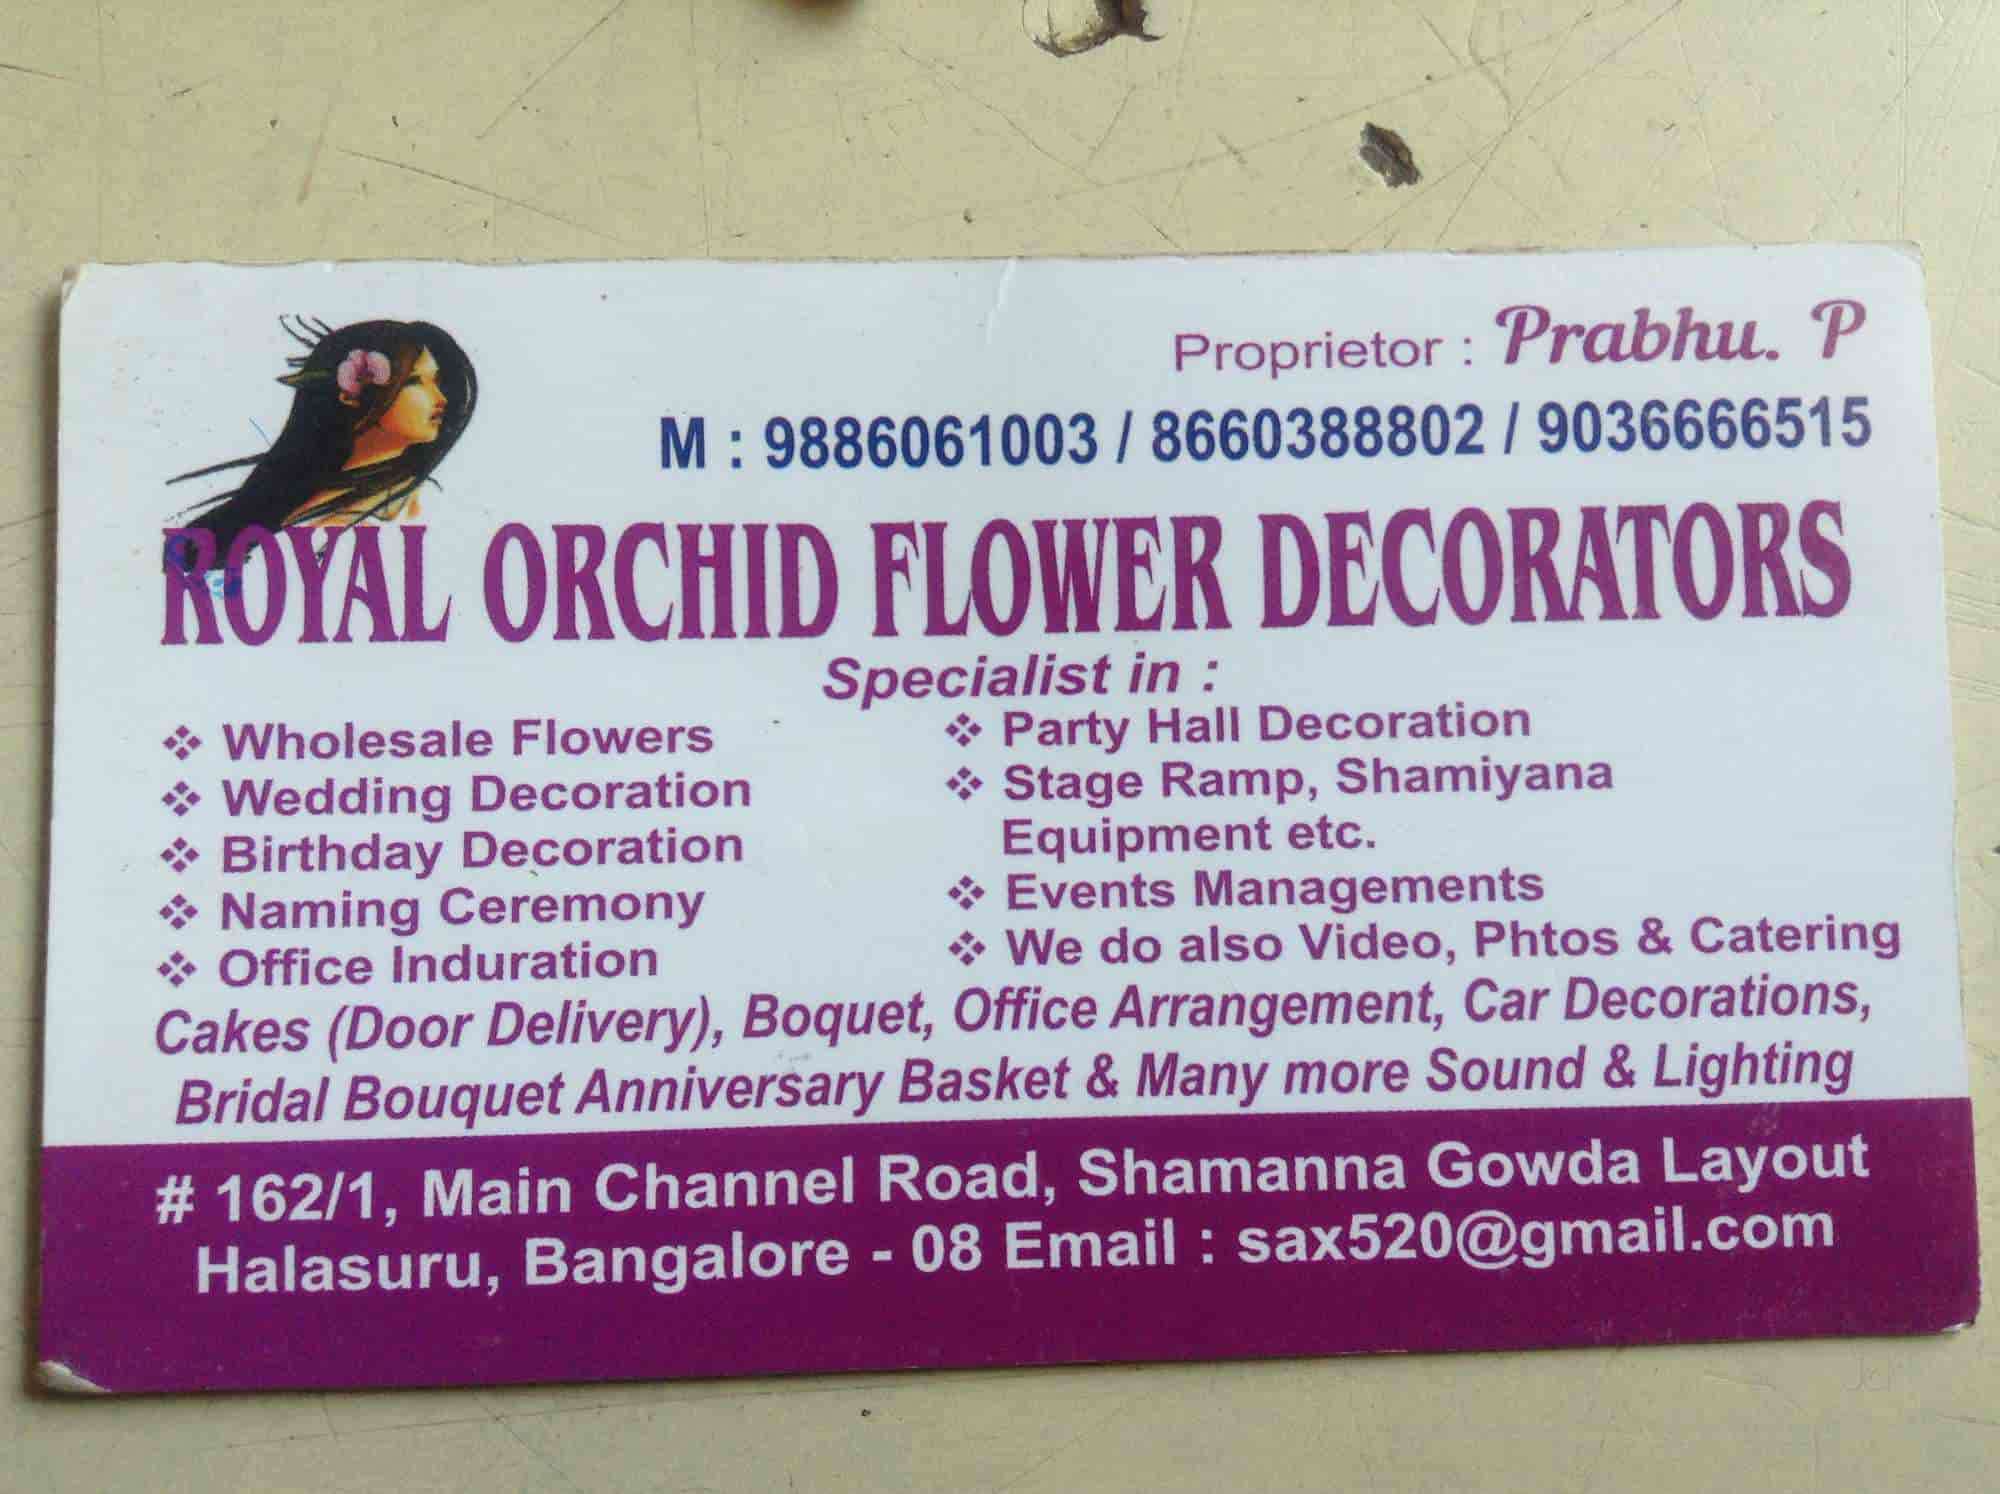 Proprietor : Prabhu. P
M : 9886061003 / 8660388802 / 9036666515
ROYAL ORCHID FLOWER DECORATORS
Specialist in :
❖ Wholesale Flowers
❖ Wedding Decoration
❖ Birthday Decoration
❖ Naming Ceremony
❖ Office Induration
❖ Party Hall Decoration
❖ Stage Ramp, Shamiyana
Equipment etc.
❖ Events Managements
❖ We do also Video, Phtos & Catering
Cakes (Door Delivery), Boquet, Office Arrangement, Car Decorations,
Bridal Bouquet Anniversary Basket & Many more Sound & Lighting
# 162/1, Main Channel Road, Shamanna Gowda Layout
Halasuru, Bangalore - 08 Email : sax520@gmail.com